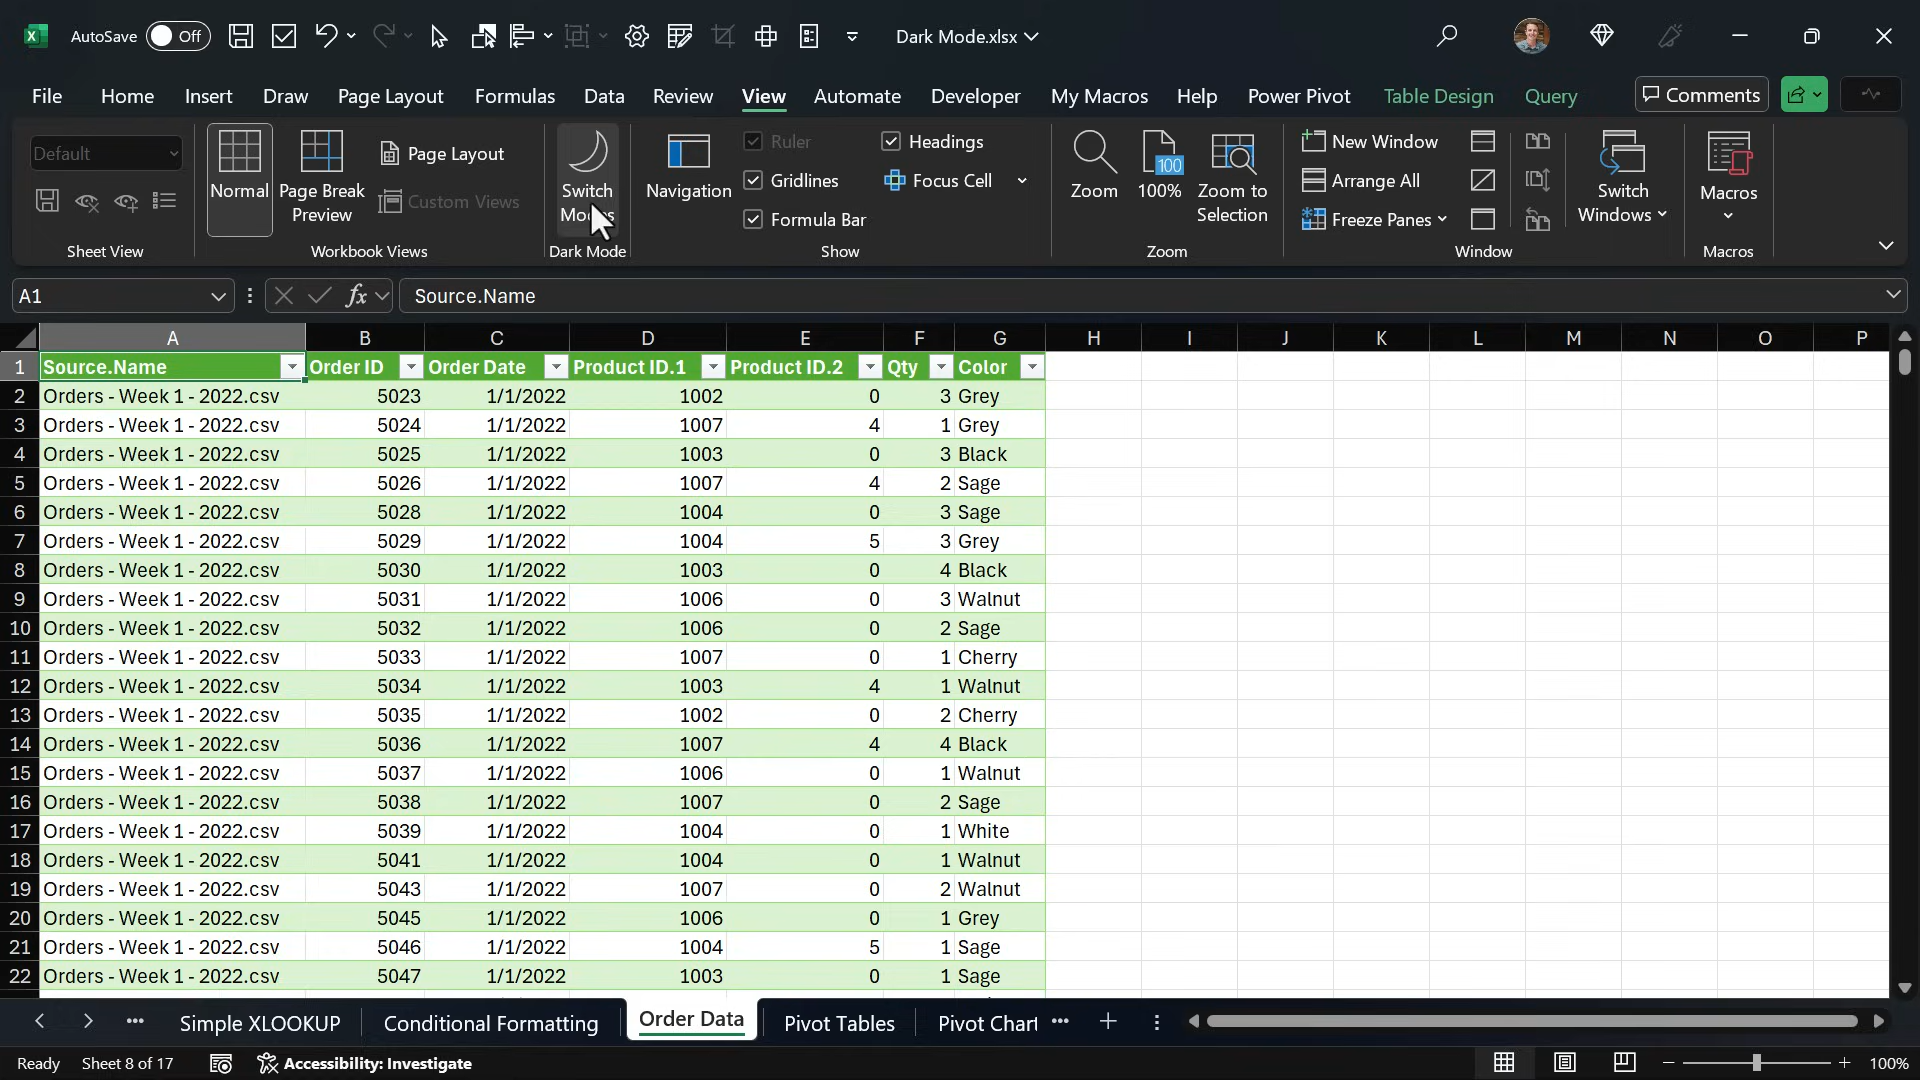 AutoSave Off Dark Mode.xlsx
File Home Insert Draw Page Layout Formulas Data Review View Automate Developer My Macros Help Power Pivot Table Design Query Comments
Default
Normal
Page Break
Preview
Page Layout
Custom Views
Switch
Modes
Navigation
Ruler
Gridlines
Formula Bar
Headings
Focus Cell
Zoom
100
100%
Zoom to
Selection
New Window
Arrange All
Freeze Panes
Switch
Windows
Macros
Sheet View Workbook Views Dark Mode Show Zoom Window Macros
A1 fx Source.Name
A B C D E F G H I J K L M N O P
1 Source.Name Order ID Order Date Product ID.1 Product ID.2 Qty Color
2 Orders - Week 1 - 2022.csv 5023 1/1/2022 1002 0 3 Grey
3 Orders - Week 1 - 2022.csv 5024 1/1/2022 1007 4 1 Grey
4 Orders - Week 1 - 2022.csv 5025 1/1/2022 1003 0 3 Black
5 Orders - Week 1 - 2022.csv 5026 1/1/2022 1007 4 2 Sage
6 Orders - Week 1 - 2022.csv 5028 1/1/2022 1004 0 3 Sage
7 Orders - Week 1 - 2022.csv 5029 1/1/2022 1004 5 3 Grey
8 Orders - Week 1 - 2022.csv 5030 1/1/2022 1003 0 4 Black
9 Orders - Week 1 - 2022.csv 5031 1/1/2022 1006 0 3 Walnut
10 Orders - Week 1 - 2022.csv 5032 1/1/2022 1006 0 2 Sage
11 Orders - Week 1 - 2022.csv 5033 1/1/2022 1007 0 1 Cherry
12 Orders - Week 1 - 2022.csv 5034 1/1/2022 1003 4 1 Walnut
13 Orders - Week 1 - 2022.csv 5035 1/1/2022 1002 0 2 Cherry
14 Orders - Week 1 - 2022.csv 5036 1/1/2022 1007 4 4 Black
15 Orders - Week 1 - 2022.csv 5037 1/1/2022 1006 0 1 Walnut
16 Orders - Week 1 - 2022.csv 5038 1/1/2022 1007 0 2 Sage
17 Orders - Week 1 - 2022.csv 5039 1/1/2022 1004 0 1 White
18 Orders - Week 1 - 2022.csv 5041 1/1/2022 1004 0 1 Walnut
19 Orders - Week 1 - 2022.csv 5043 1/1/2022 1007 0 2 Walnut
20 Orders - Week 1 - 2022.csv 5045 1/1/2022 1006 0 1 Grey
21 Orders - Week 1 - 2022.csv 5046 1/1/2022 1004 5 1 Sage
22 Orders - Week 1 - 2022.csv 5047 1/1/2022 1003 0 1 Sage
Simple XLOOKUP Conditional Formatting Order Data Pivot Tables Pivot Chart
Ready Sheet 8 of 17 Accessibility: Investigate 100%